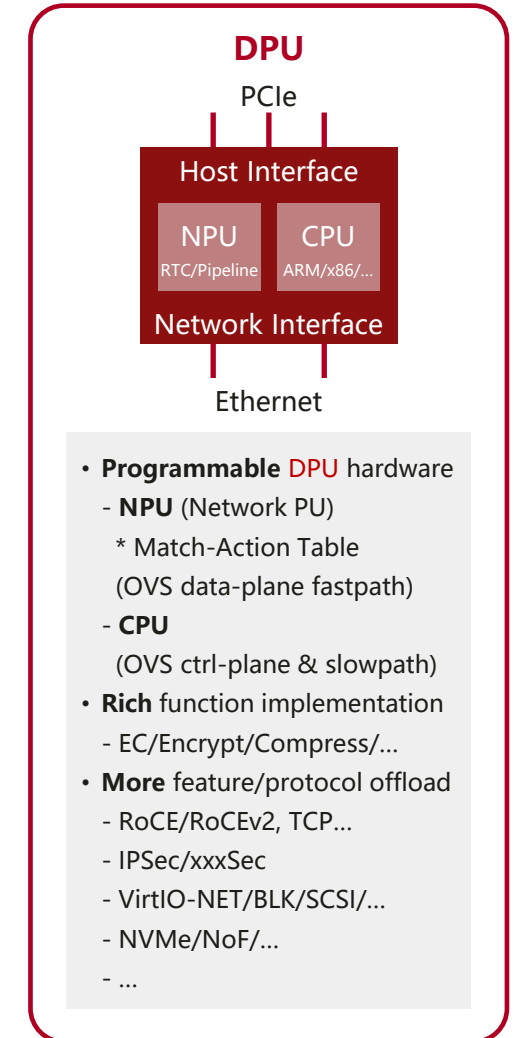 DPU
PCIe
Host Interface
NPU
RTC/Pipeline
CPU
ARM/x86/...
Network Interface
Ethernet
• Programmable DPU hardware
- NPU (Network PU)
* Match-Action Table
(OVS data-plane fastpath)
- CPU
(OVS ctrl-plane & slowpath)
• Rich function implementation
- EC/Encrypt/Compress/...
• More feature/protocol offload
- RoCE/RoCEv2, TCP...
- IPSec/xxxSec
- VirtIO-NET/BLK/SCSI/...
- NVMe/NoF/...
- ...